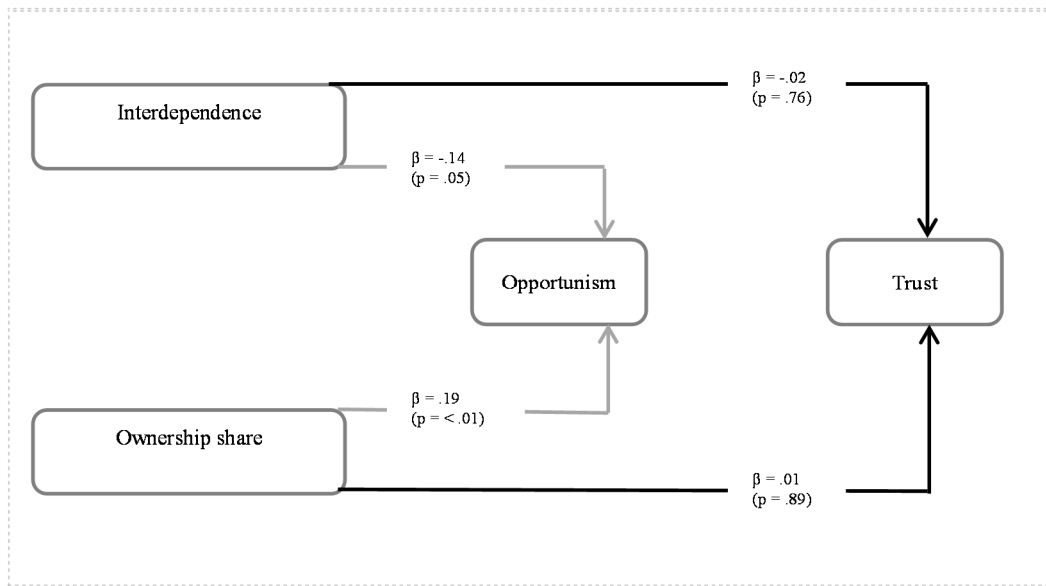 β = -.02
(p = .76)
Interdependence
β = -.14
(p = .05)
Opportunism
Trust
β = .19
(p = < .01)
Ownership share
β = .01
(p = .89)